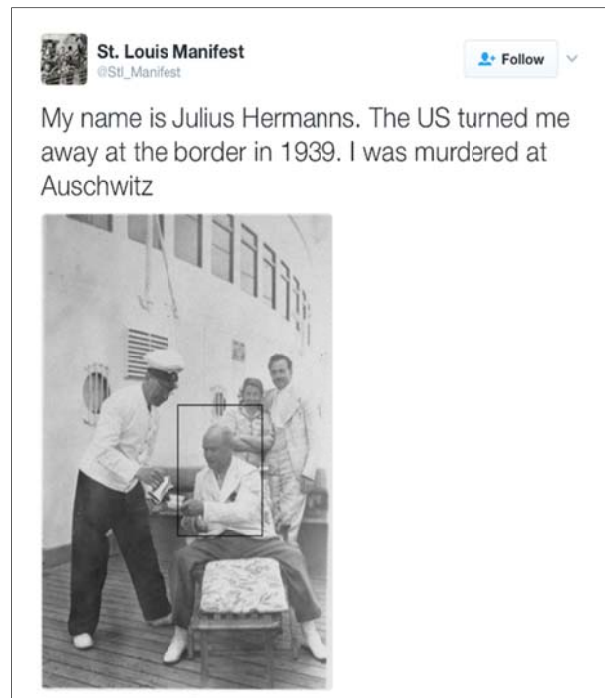 St. Louis Manifest
@Stl_Manifest
Follow
My name is Julius Hermanns. The US turned me
away at the border in 1939. I was murdered at
Auschwitz